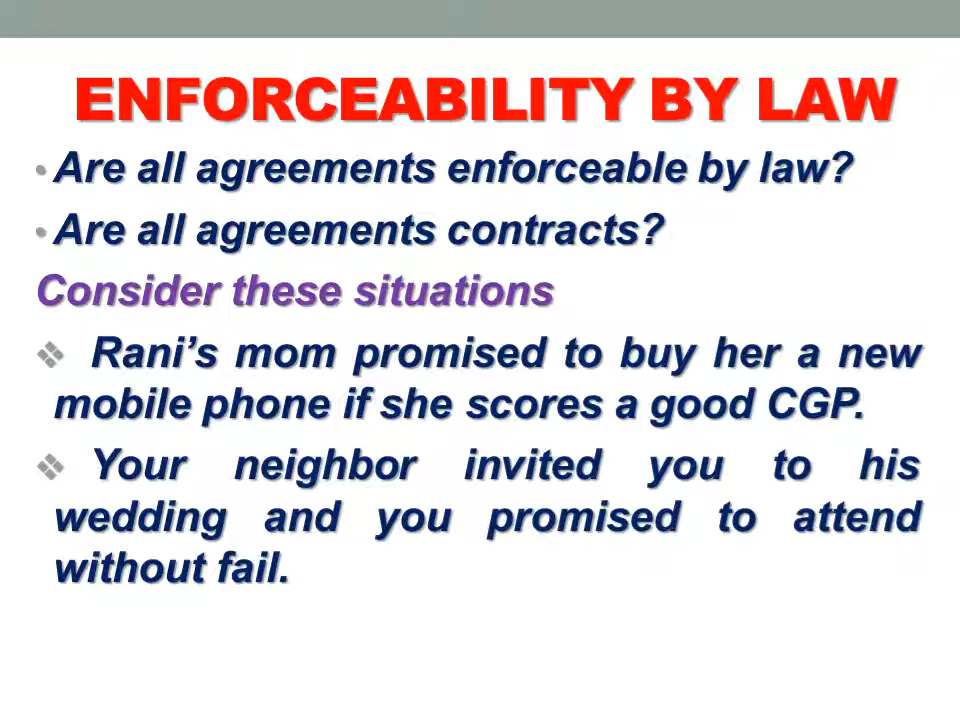 ENFORCEABILITY BY LAW
• Are all agreements enforceable by law?
• Are all agreements contracts?
Consider these situations
❖ Rani’s mom promised to buy her a new
mobile phone if she scores a good CGP.
❖ Your neighbor invited you to his
wedding and you promised to attend
without fail.